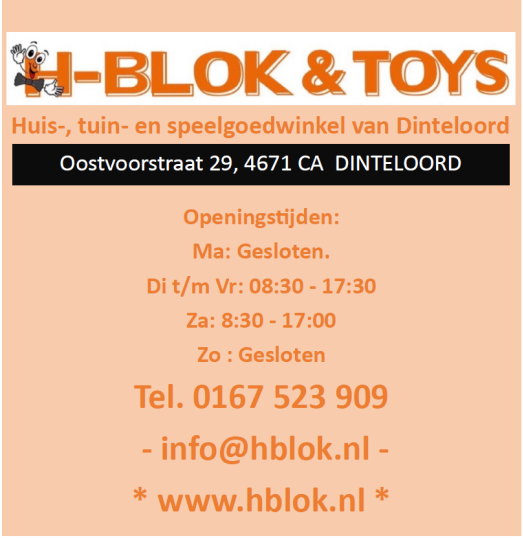 H-BLOK & TOYS
Huis-, tuin- en speelgoedwinkel van Dinteloord
Oostvoorstraat 29, 4671 CA DINTELOORD
Openingstijden:
Ma: Gesloten.
Di t/m Vr: 08:30 - 17:30
Za: 8:30 - 17:00
Zo : Gesloten
Tel. 0167 523 909
- info@hblok.nl -
* www.hblok.nl *